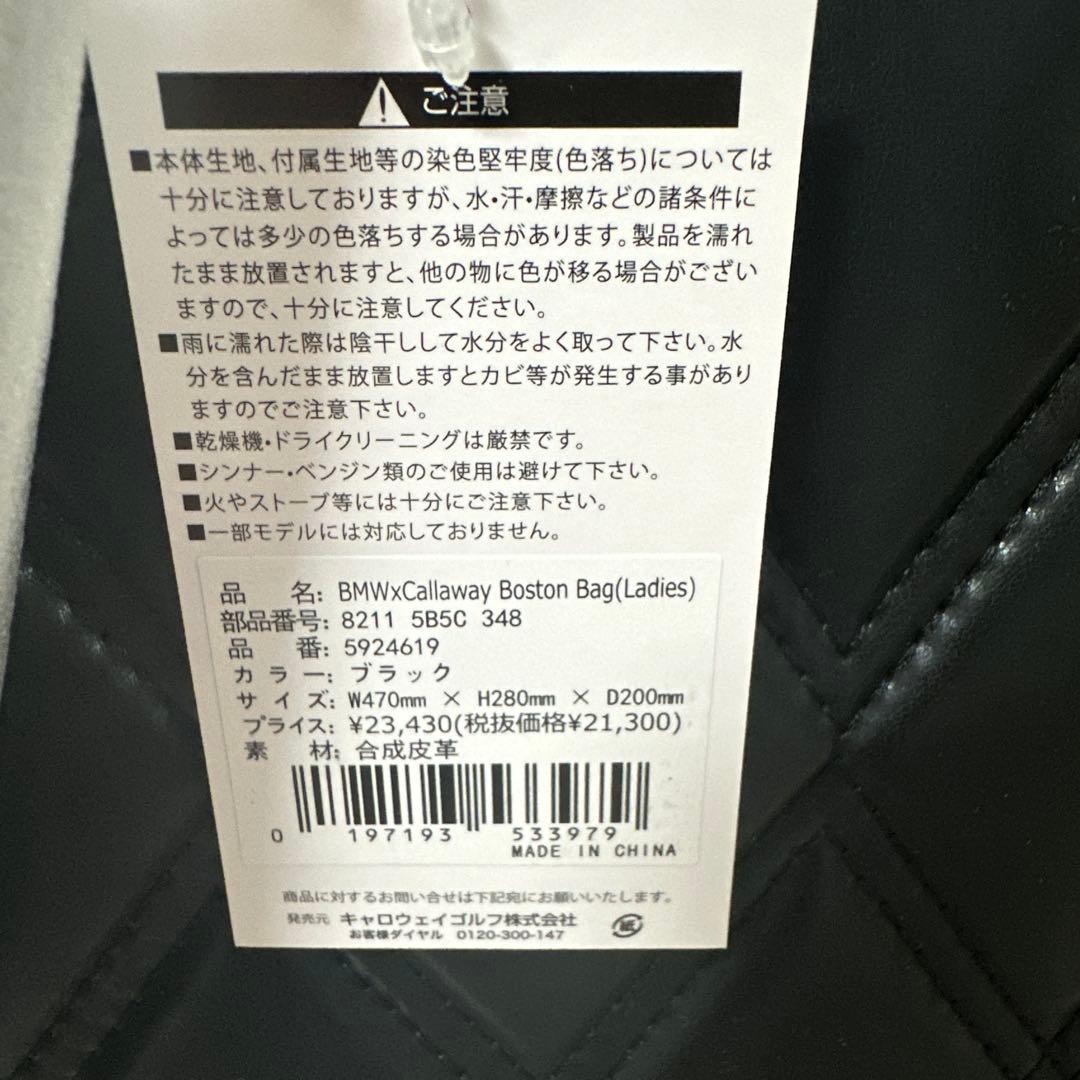 ご注意
■本体生地、付属生地等の染色堅牢度(色落ち)については
十分に注意しておりますが、水・汗・摩擦などの諸条件に
よっては多少の色落ちする場合があります。製品を濡れ
たまま放置されますと、他の物に色が移る場合がござい
ますので、十分に注意してください。
■雨に濡れた際は陰干しして水分をよく取って下さい。水
分を含んだまま放置しますとカビ等が発生する事があり
ますのでご注意下さい。
■乾燥機・ドライクリーニングは厳禁です。
■シンナー・ベンジン類のご使用は避けて下さい。
■火やストーブ等には十分にご注意下さい。
■一部モデルには対応しておりません。
品 名: BMWxCallaway Boston Bag(Ladies)
部品番号: 8211 5B5C 348
品 番: 5924619
カラー: ブラック
サイズ: W470mm × H280mm × D200mm
プライス: ¥23,430(税抜価格¥21,300)
素 材: 合成皮革
0 197193 533979
MADE IN CHINA
商品に対するお問い合せは下記宛にお願いいたします。
発売元 キャロウェイゴルフ株式会社
お客様ダイヤル 0120-300-147
紙